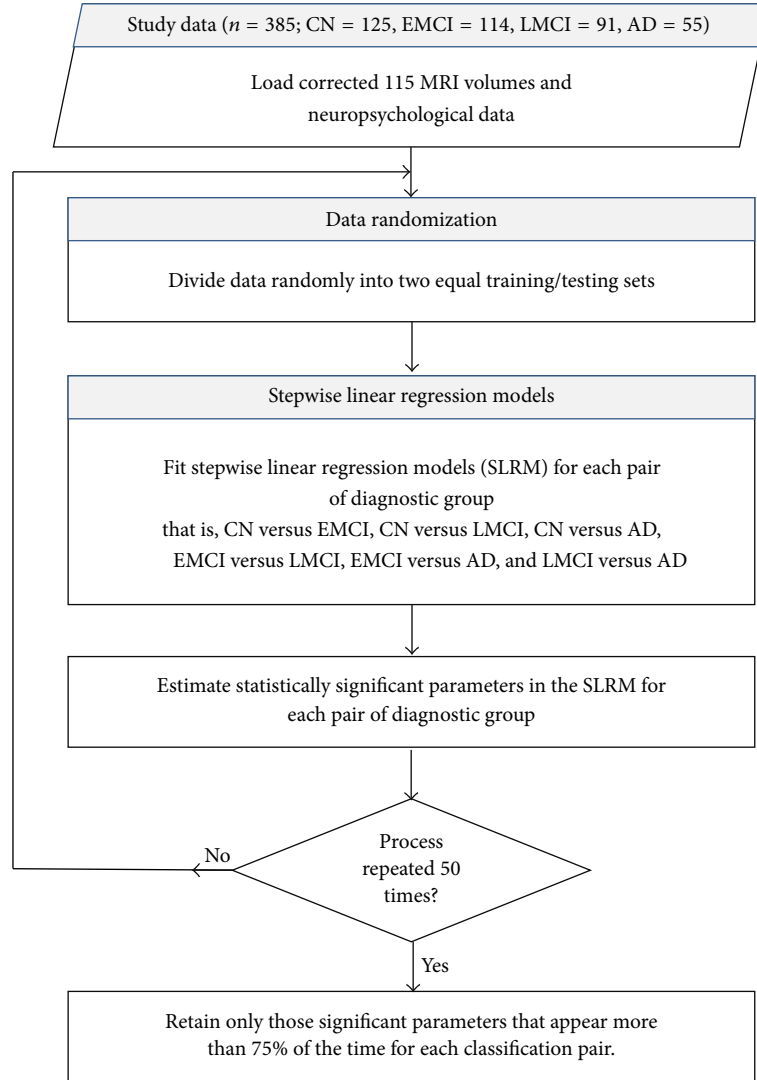 Study data (n = 385; CN = 125, EMCI = 114, LMCI = 91, AD = 55)
Load corrected 115 MRI volumes and
neuropsychological data
Data randomization
Divide data randomly into two equal training/testing sets
Stepwise linear regression models
Fit stepwise linear regression models (SLRM) for each pair
of diagnostic group
that is, CN versus EMCI, CN versus LMCI, CN versus AD,
EMCI versus LMCI, EMCI versus AD, and LMCI versus AD
Estimate statistically significant parameters in the SLRM for
each pair of diagnostic group
Process
repeated 50
times?
No
Yes
Retain only those significant parameters that appear more
than 75% of the time for each classification pair.